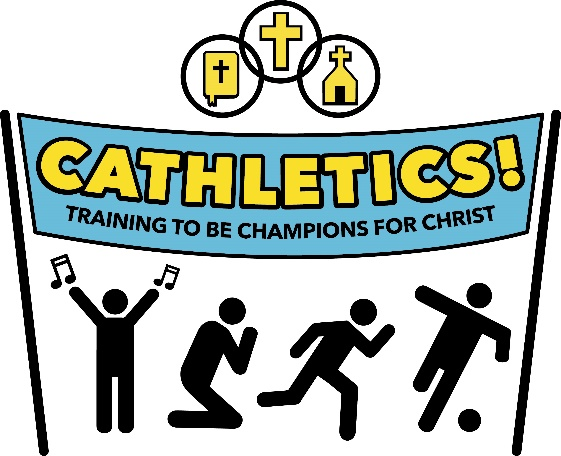 CATHLETICS!
TRAINING TO BE CHAMPIONS FOR CHRIST